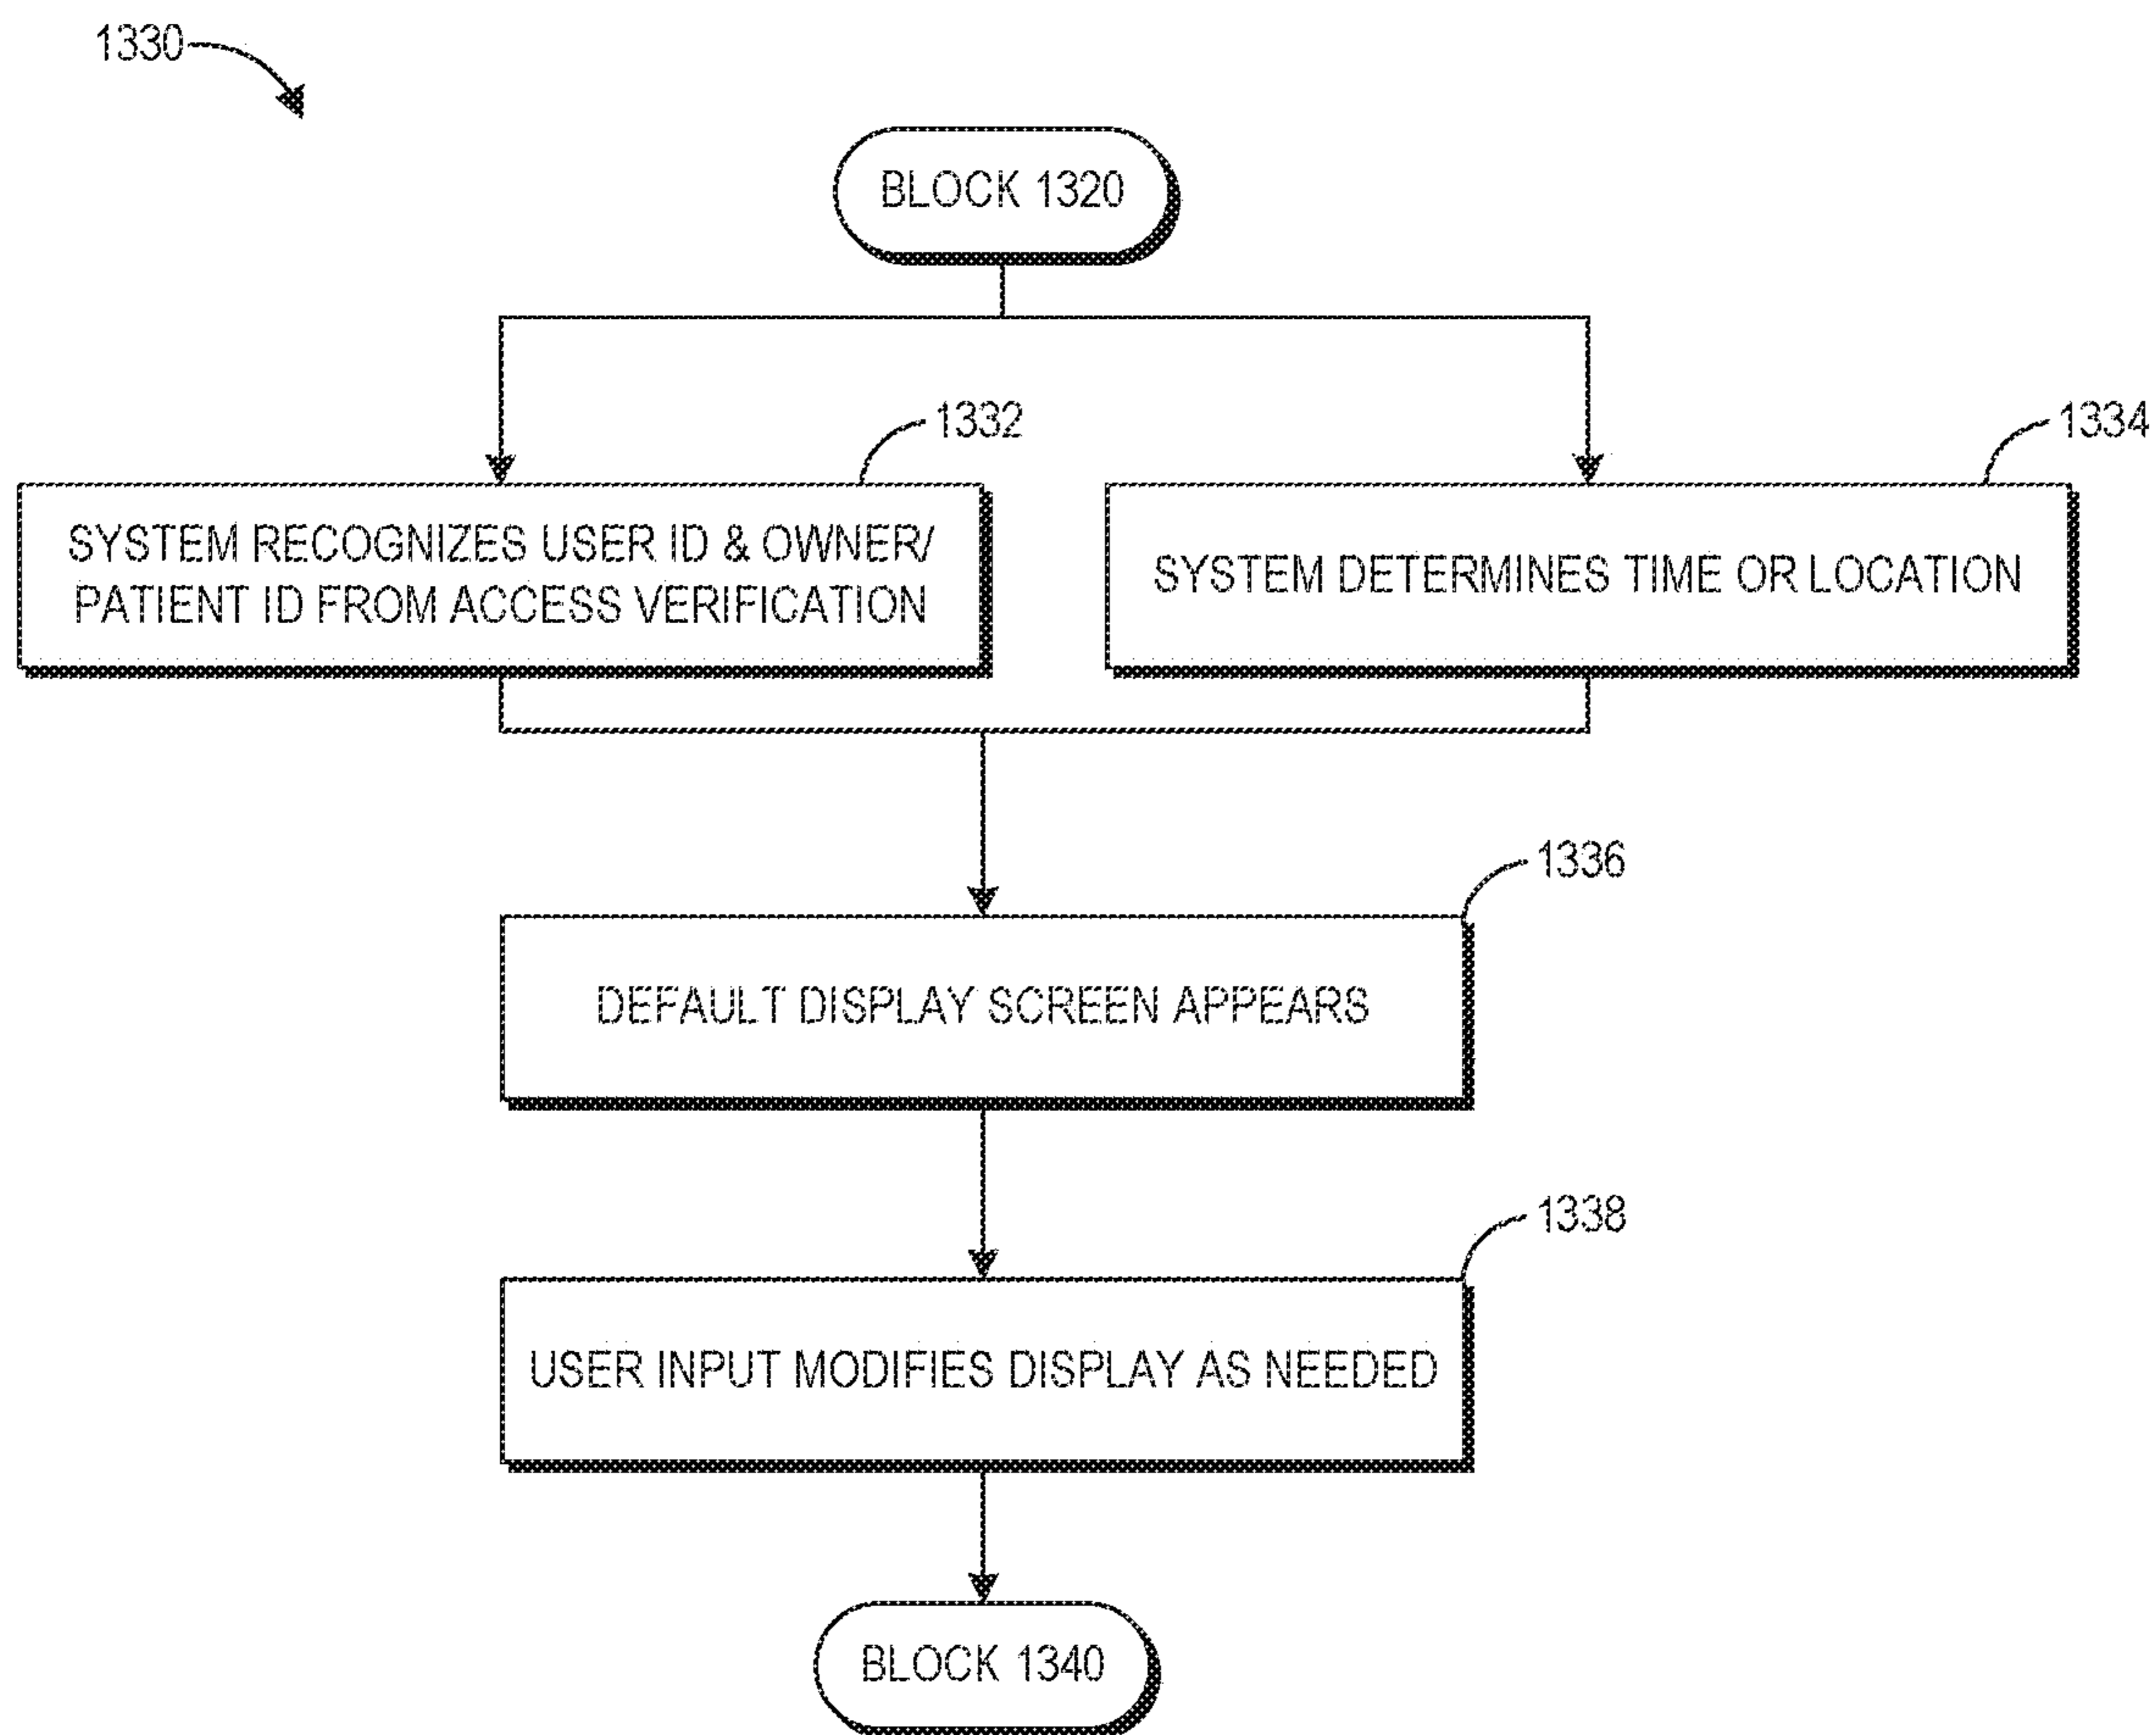 1330
BLOCK 1320
1332
1334
SYSTEM RECOGNIZES USER ID & OWNER/
PATIENT ID FROM ACCESS VERIFICATION
SYSTEM DETERMINES TIME OR LOCATION
1336
DEFAULT DISPLAY SCREEN APPEARS
1338
USER INPUT MODIFIES DISPLAY AS NEEDED
BLOCK 1340